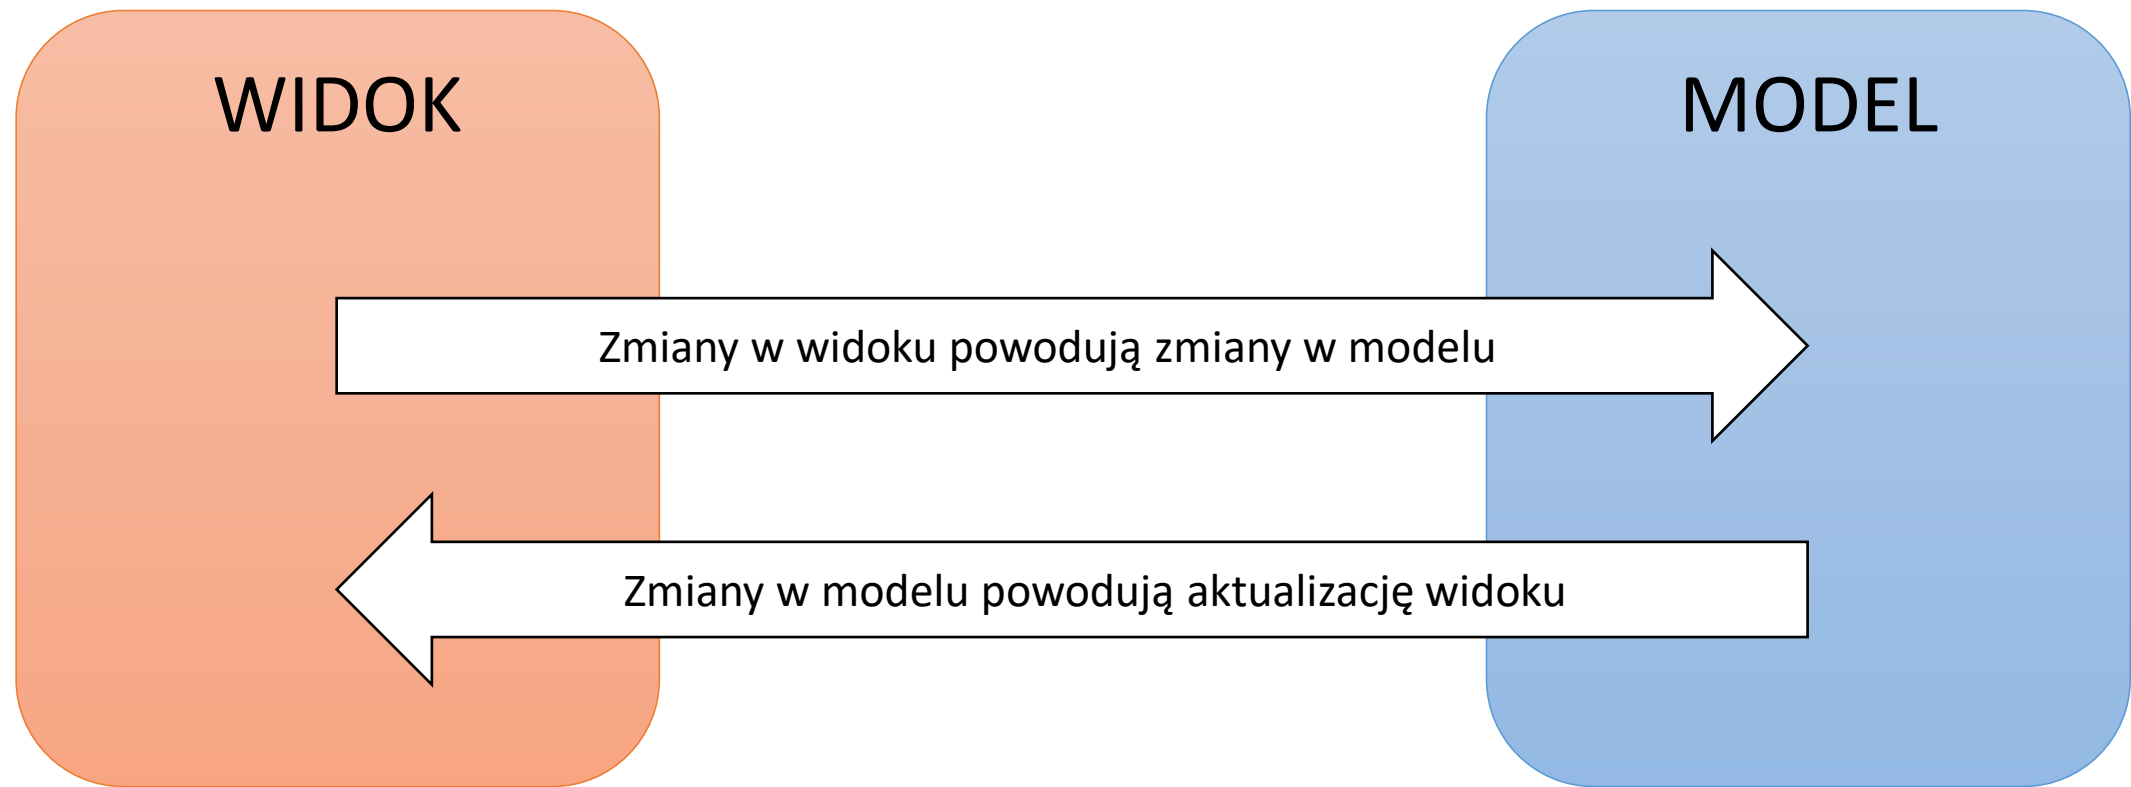 WIDOK
MODEL
Zmiany w widoku powodują zmiany w modelu
Zmiany w modelu powodują aktualizację widoku